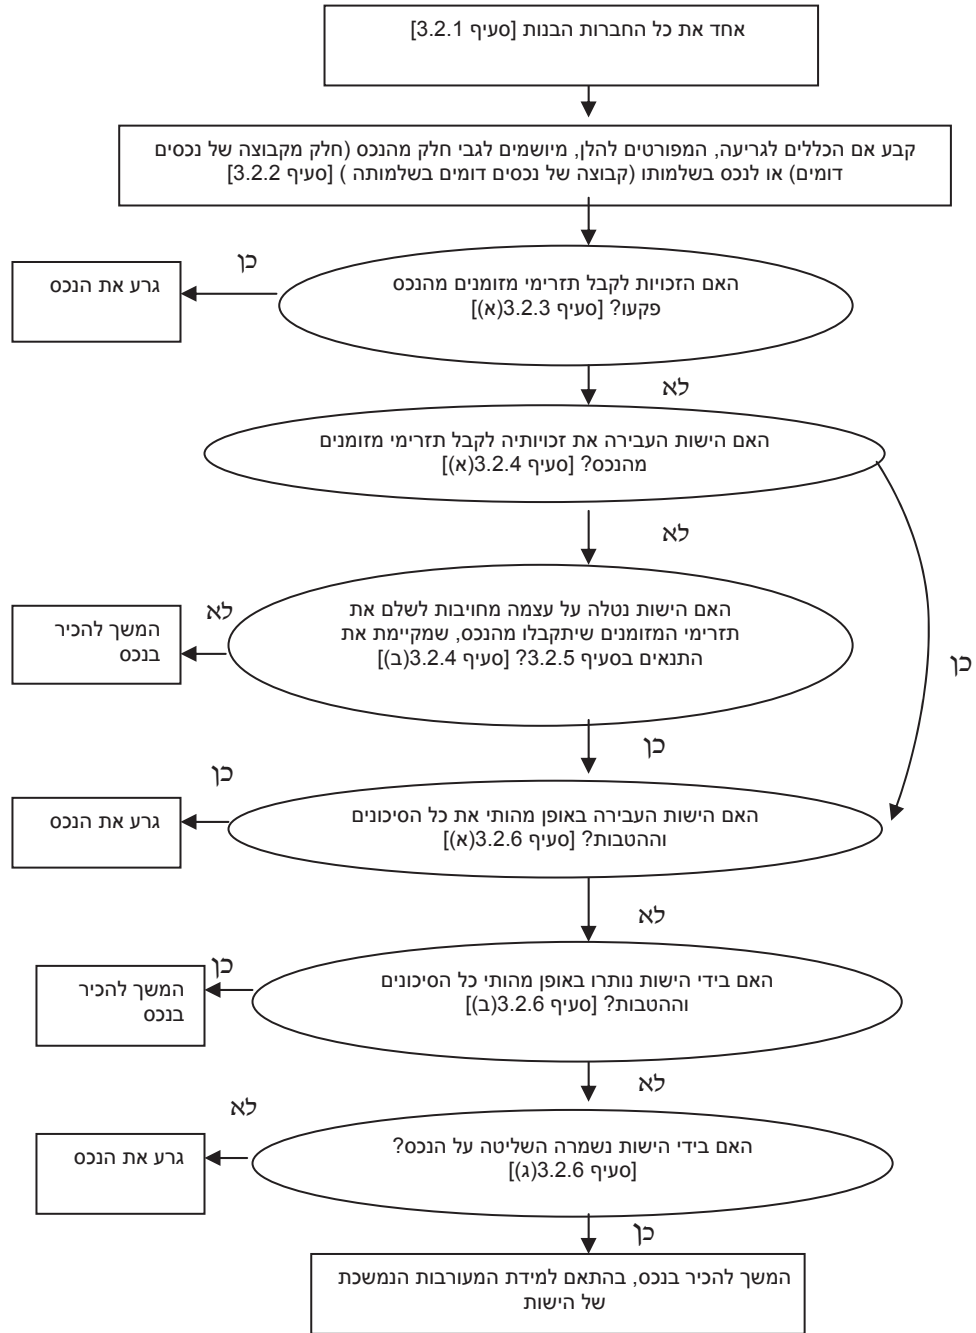 אחד את כל החברות הבנות [סעיף 3.2.1]
קבע אם הכללים לגריעה, המפורטים להלן, מיושמים לגבי חלק מהנכס (חלק מקבוצה של נכסים
דומים) או לנכס בשלמותו (קבוצה של נכסים דומים בשלמותה ) [סעיף 3.2.2]
האם הזכויות לקבל תזרימי מזומנים מהנכס
פקעו? [סעיף 3.2.3(א)]
כן
גרע את הנכס
לא
האם הישות העבירה את זכויותיה לקבל תזרימי מזומנים
מהנכס? [סעיף 3.2.4(א)]
כן
לא
האם הישות נטלה על עצמה מחויבות לשלם את
תזרימי המזומנים שיתקבלו מהנכס, שמקיימת את
התנאים בסעיף 3.2.5? [סעיף 3.2.4(ב)]
לא
המשך להכיר
בנכס
כן
האם הישות העבירה באופן מהותי את כל הסיכונים
וההטבות? [סעיף 3.2.6(א)]
כן
גרע את הנכס
לא
האם בידי הישות נותרו באופן מהותי כל הסיכונים
וההטבות? [סעיף 3.2.6(ב)]
כן
המשך להכיר
בנכס
לא
האם בידי הישות נשמרה השליטה על הנכס?
[סעיף 3.2.6(ג)]
לא
גרע את הנכס
כן
המשך להכיר בנכס, בהתאם למידת המעורבות הנמשכת
של הישות